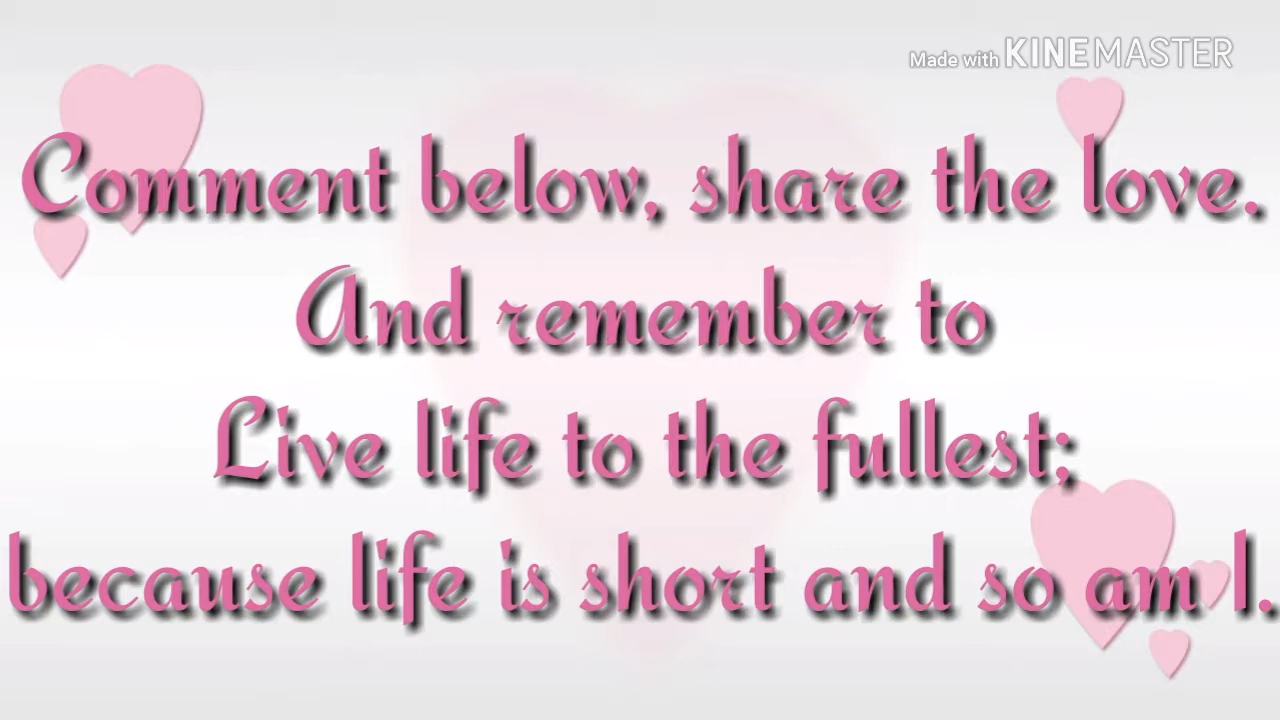 Made with KINEMASTER
Comment below, share the love.
And remember to
Live life to the fullest;
because life is short and so am I.